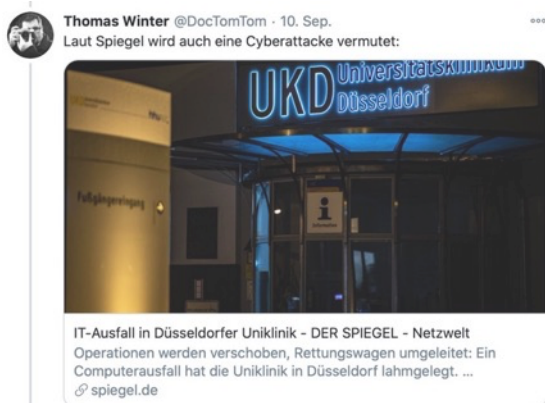 Thomas Winter @DocTomTom · 10. Sep.
Laut Spiegel wird auch eine Cyberattacke vermutet:
UKD Universitätsklinikum
Düsseldorf
Fußgängereingang
i
Information
IT-Ausfall in Düsseldorfer Uniklinik - DER SPIEGEL - Netzwelt
Operationen werden verschoben, Rettungswagen umgeleitet: Ein
Computerausfall hat die Uniklinik in Düsseldorf lahmgelegt. ...
spiegel.de